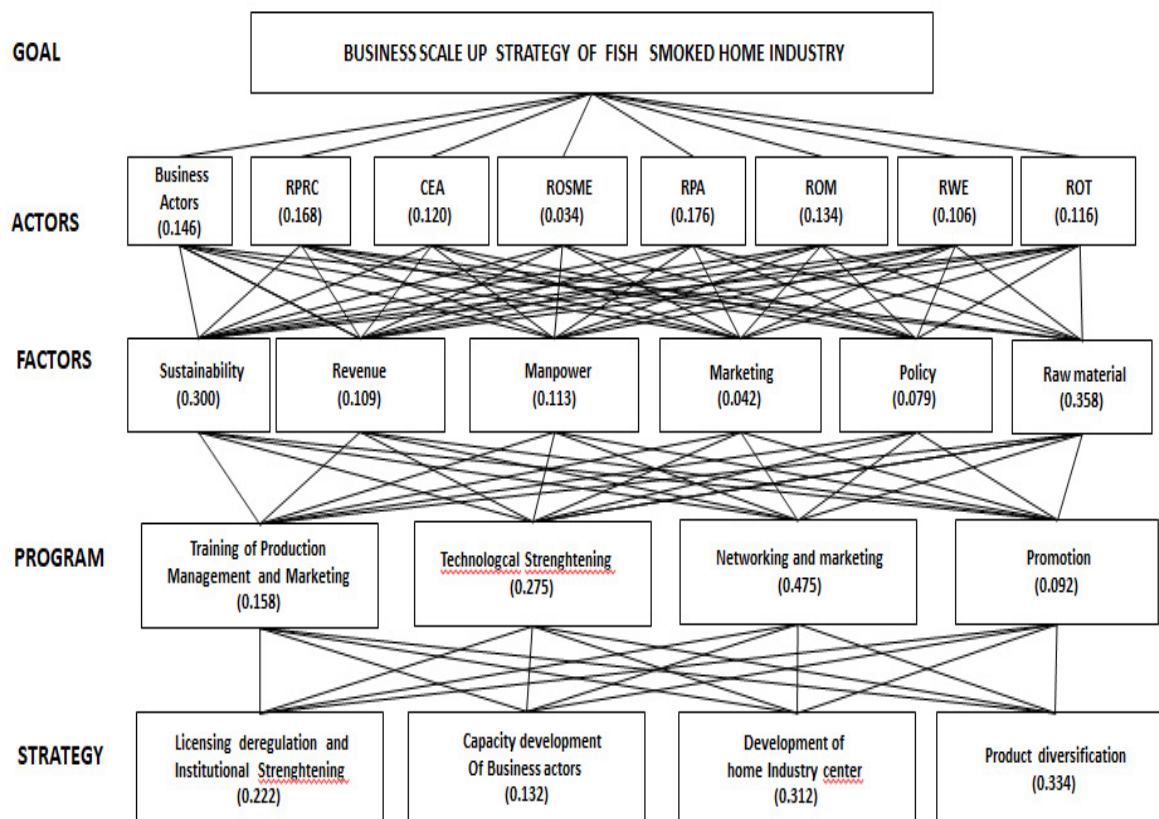 GOAL
BUSINESS SCALE UP STRATEGY OF FISH SMOKED HOME INDUSTRY
ACTORS
Business
Actors
(0.146)
RPRC
(0.168)
CEA
(0.120)
ROSME
(0.034)
RPA
(0.176)
ROM
(0.134)
RWE
(0.106)
ROT
(0.116)
FACTORS
Sustainability
(0.300)
Revenue
(0.109)
Manpower
(0.113)
Marketing
(0.042)
Policy
(0.079)
Raw material
(0.358)
PROGRAM
Training of Production
Management and Marketing
(0.158)
Technologcal Strenghtening
(0.275)
Networking and marketing
(0.475)
Promotion
(0.092)
STRATEGY
Licensing deregulation and
Institutional Strenghtening
(0.222)
Capacity development
Of Business actors
(0.132)
Development of
home Industry center
(0.312)
Product diversification
(0.334)